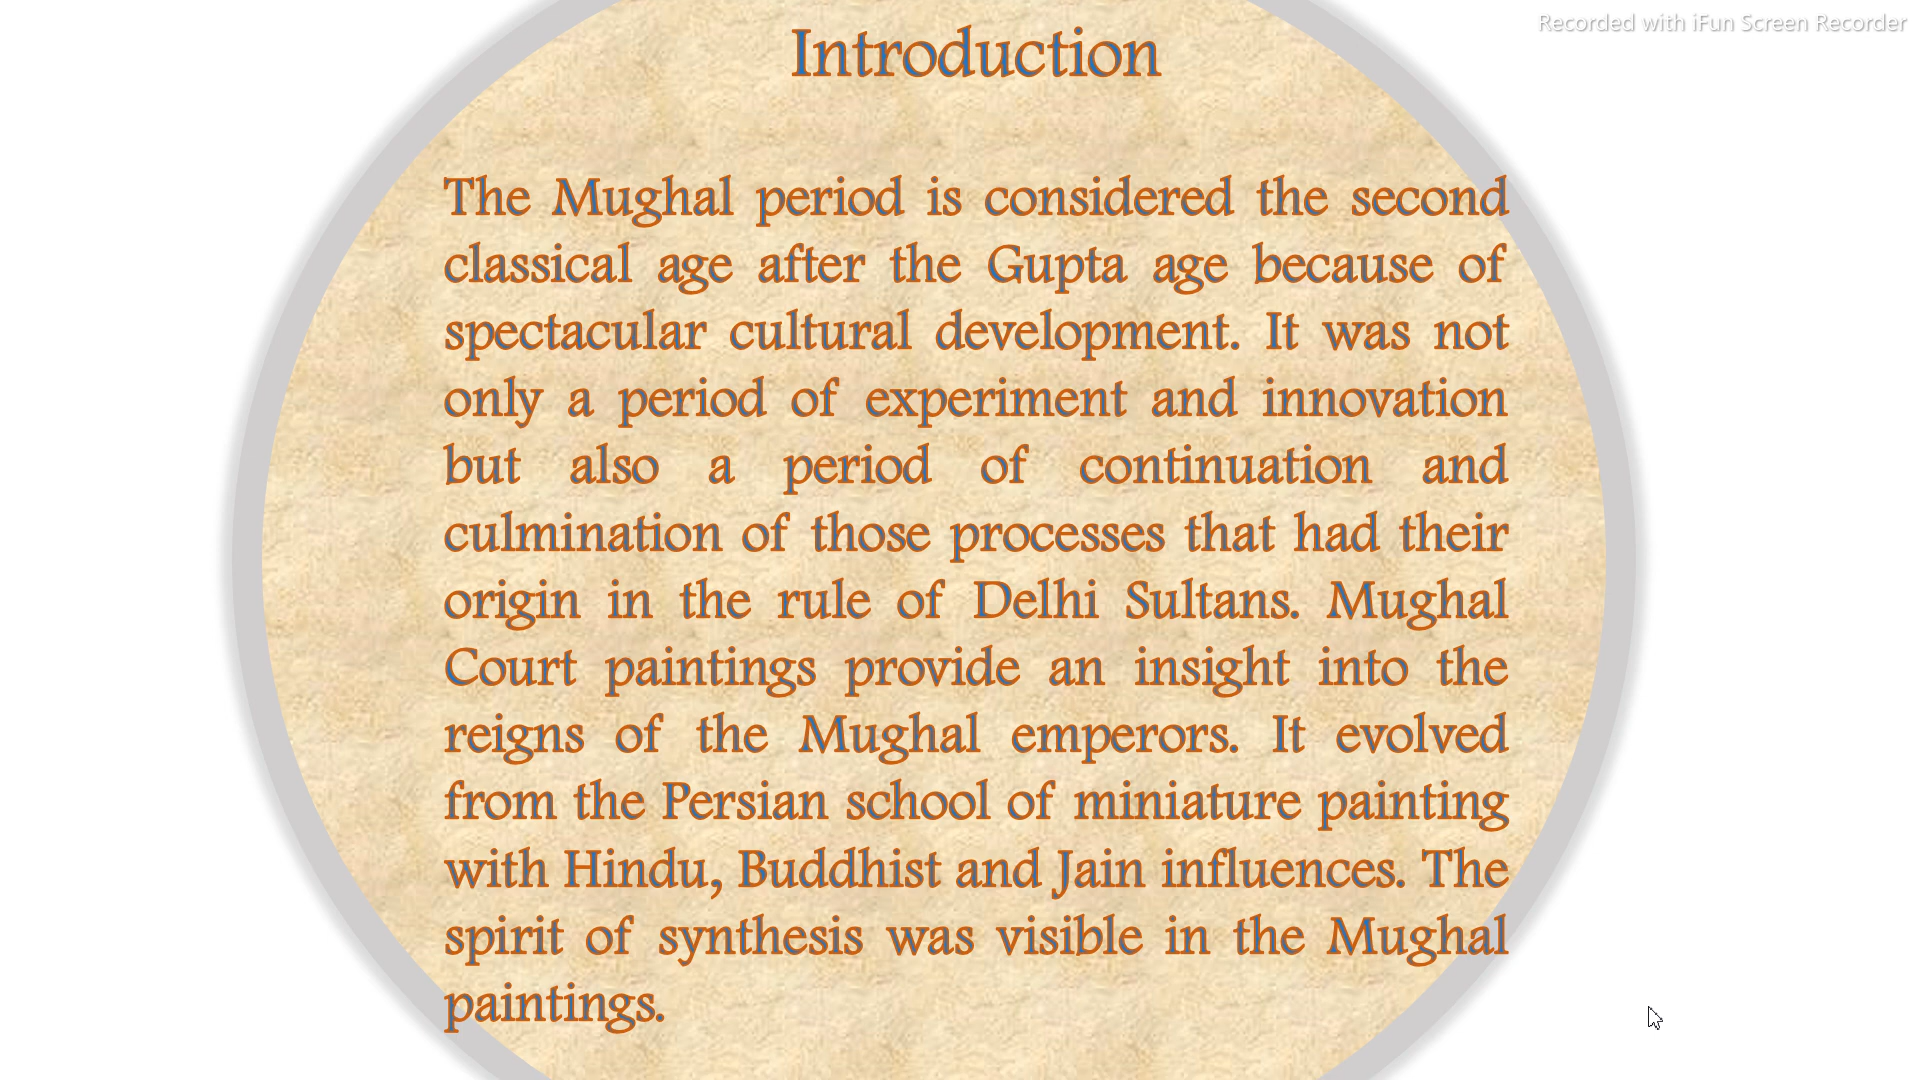 Recorded with iFun Screen Recorder
Introduction
The Mughal period is considered the second
classical age after the Gupta age because of
spectacular cultural development. It was not
only a period of experiment and innovation
but also a period of continuation and
culmination of those processes that had their
origin in the rule of Delhi Sultans. Mughal
Court paintings provide an insight into the
reigns of the Mughal emperors. It evolved
from the Persian school of miniature painting
with Hindu, Buddhist and Jain influences. The
spirit of synthesis was visible in the Mughal
paintings.